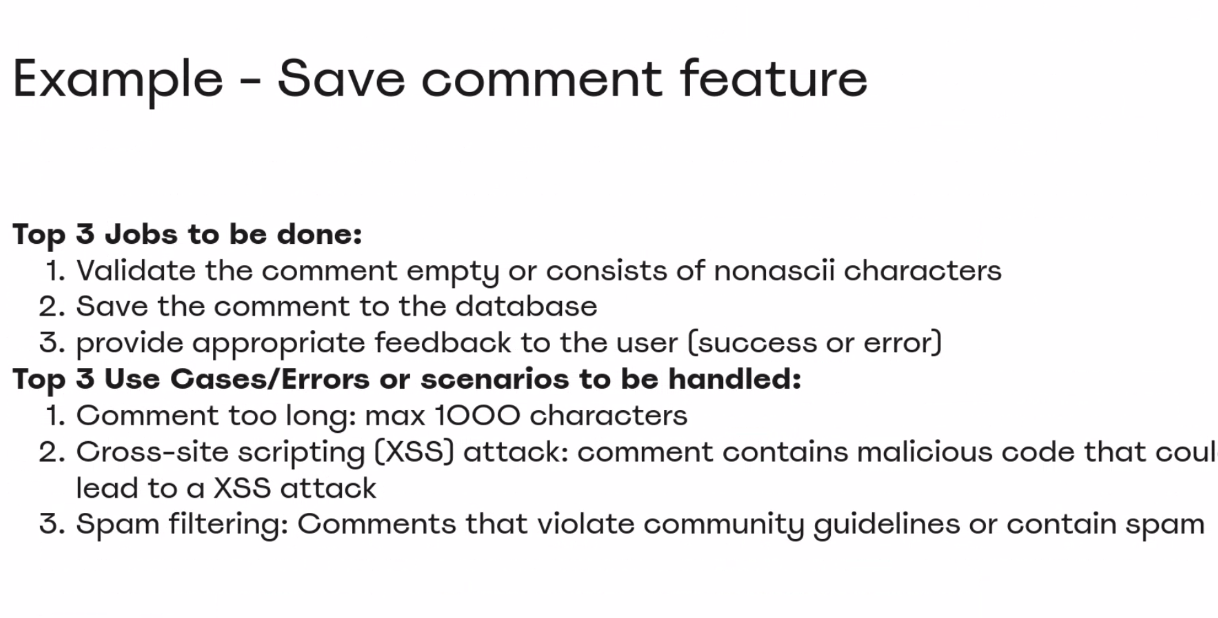 Example - Save comment feature
Top 3 Jobs to be done:
1. Validate the comment empty or consists of nonascii characters
2. Save the comment to the database
3. provide appropriate feedback to the user (success or error)
Top 3 Use Cases/Errors or scenarios to be handled:
1. Comment too long: max 1000 characters
2. Cross-site scripting (XSS) attack: comment contains malicious code that coul
lead to a XSS attack
3. Spam filtering: Comments that violate community guidelines or contain spam